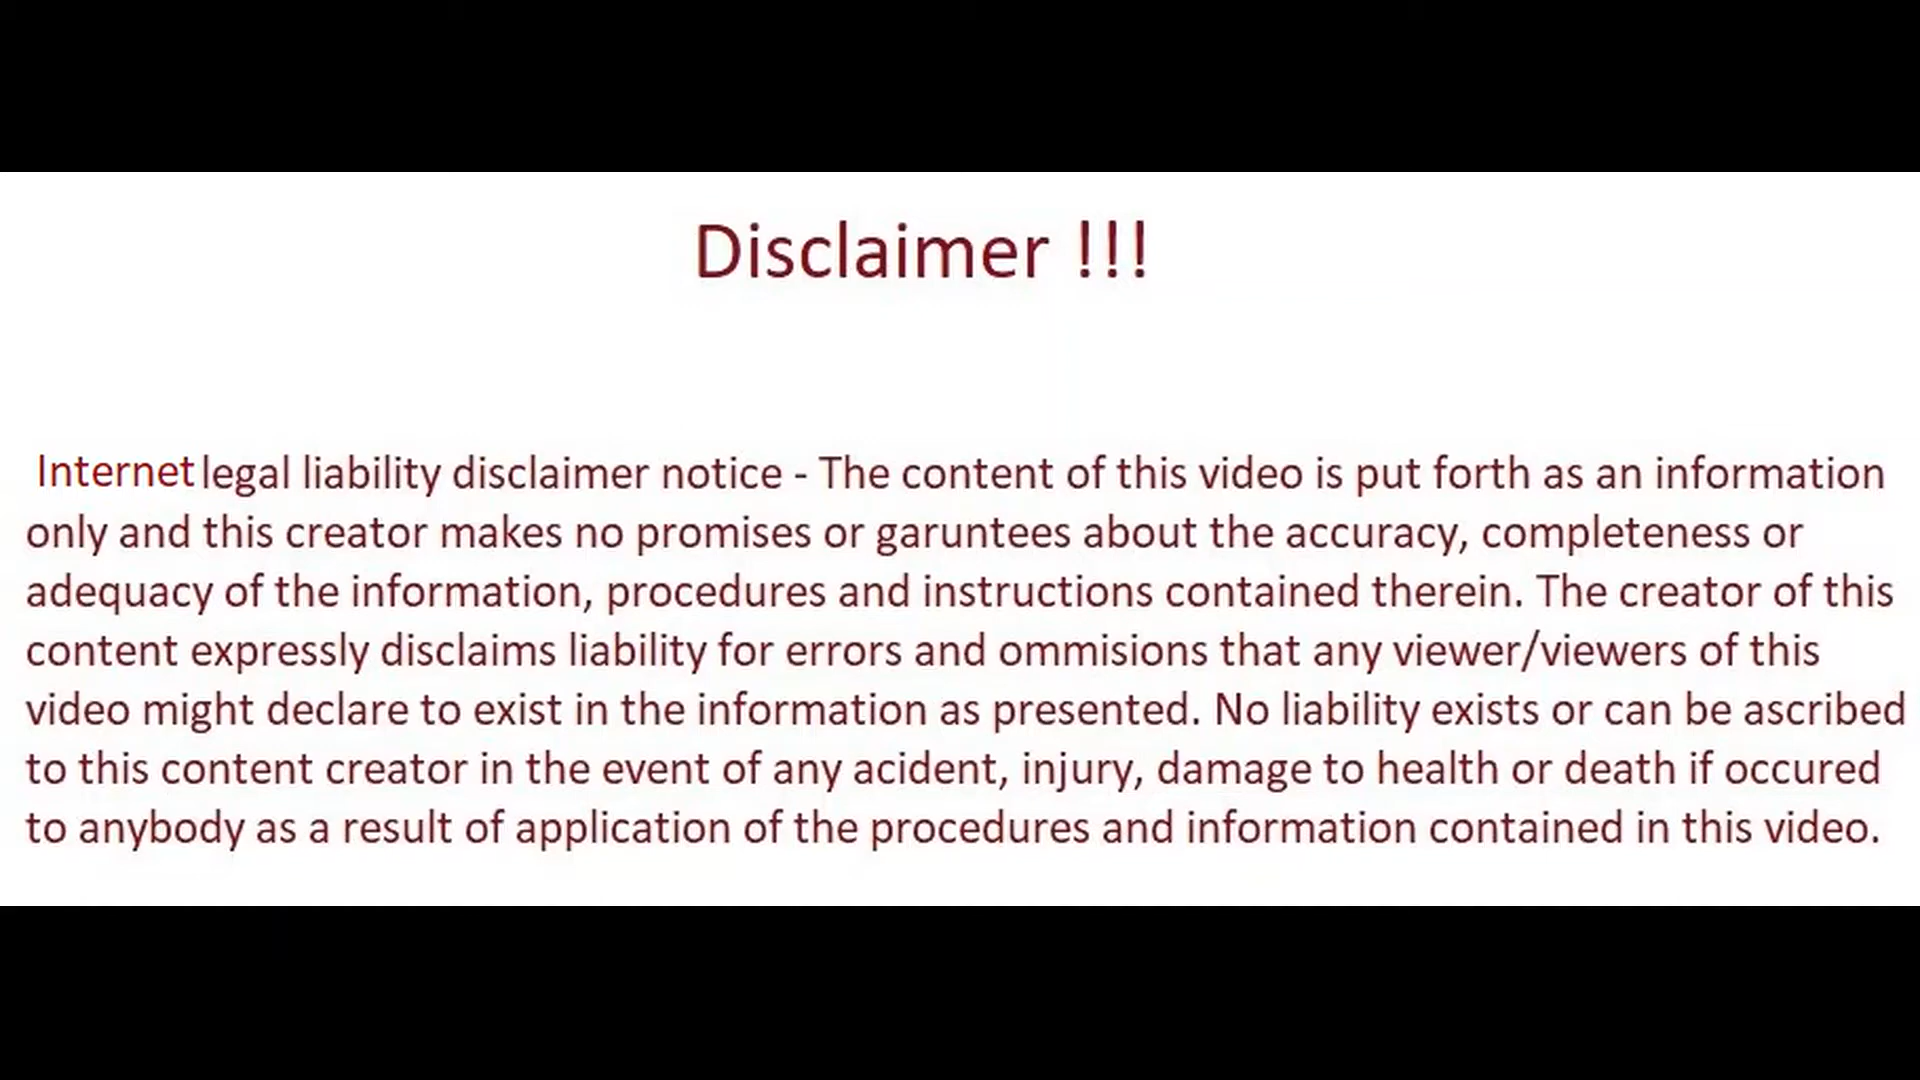 Disclaimer !!!
Internet legal liability disclaimer notice - The content of this video is put forth as an information
only and this creator makes no promises or garuntees about the accuracy, completeness or
adequacy of the information, procedures and instructions contained therein. The creator of this
content expressly disclaims liability for errors and ommisions that any viewer/viewers of this
video might declare to exist in the information as presented. No liability exists or can be ascribed
to this content creator in the event of any acident, injury, damage to health or death if occured
to anybody as a result of application of the procedures and information contained in this video.